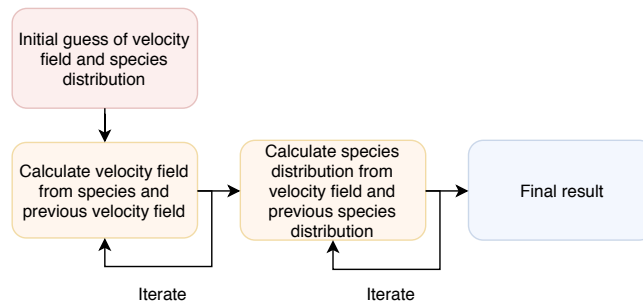 Initial guess of velocity
field and species
distribution
Calculate velocity field
from species and
previous velocity field
Calculate species
distribution from
velocity field and
previous species
distribution
Final result
Iterate
Iterate